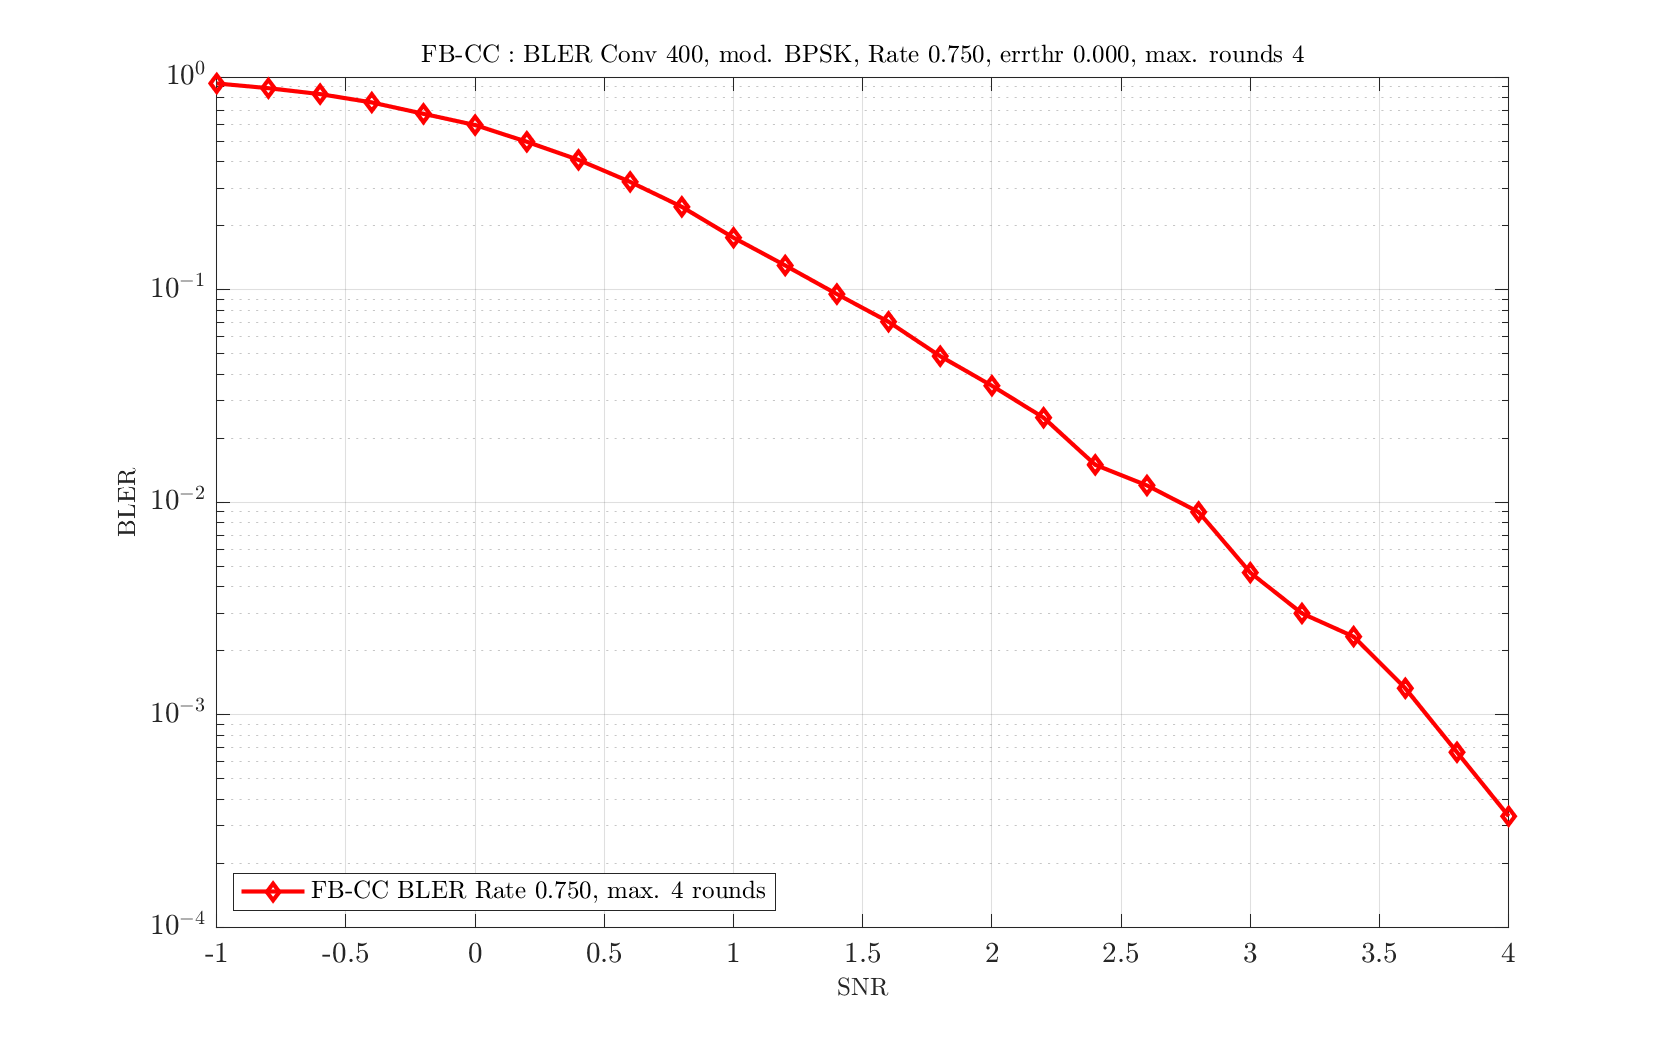 FB-CC : BLER Conv 400, mod. BPSK, Rate 0.750, errthr 0.000, max. rounds 4
10^0
10^{-1}
10^{-2}
10^{-3}
10^{-4}
BLER
FB-CC BLER Rate 0.750, max. 4 rounds
-1 -0.5 0 0.5 1 1.5 2 2.5 3 3.5 4
SNR